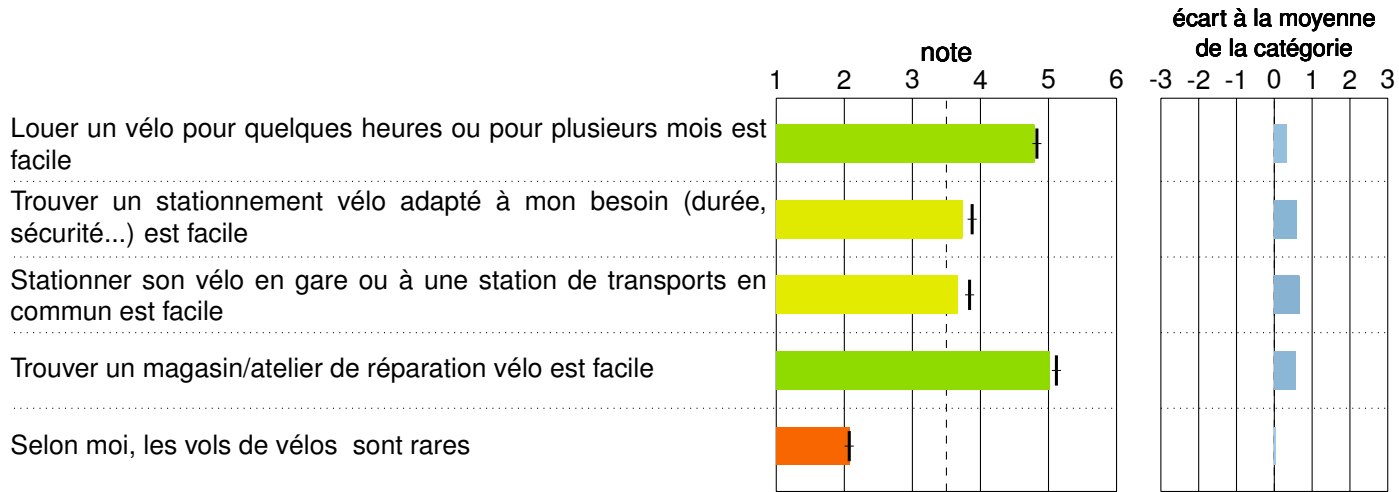 écart à la moyenne
de la catégorie
note
1 2 3 4 5 6
-3 -2 -1 0 1 2 3
Louer un vélo pour quelques heures ou pour plusieurs mois est
facile
Trouver un stationnement vélo adapté à mon besoin (durée,
sécurité...) est facile
Stationner son vélo en gare ou à une station de transports en
commun est facile
Trouver un magasin/atelier de réparation vélo est facile
Selon moi, les vols de vélos sont rares